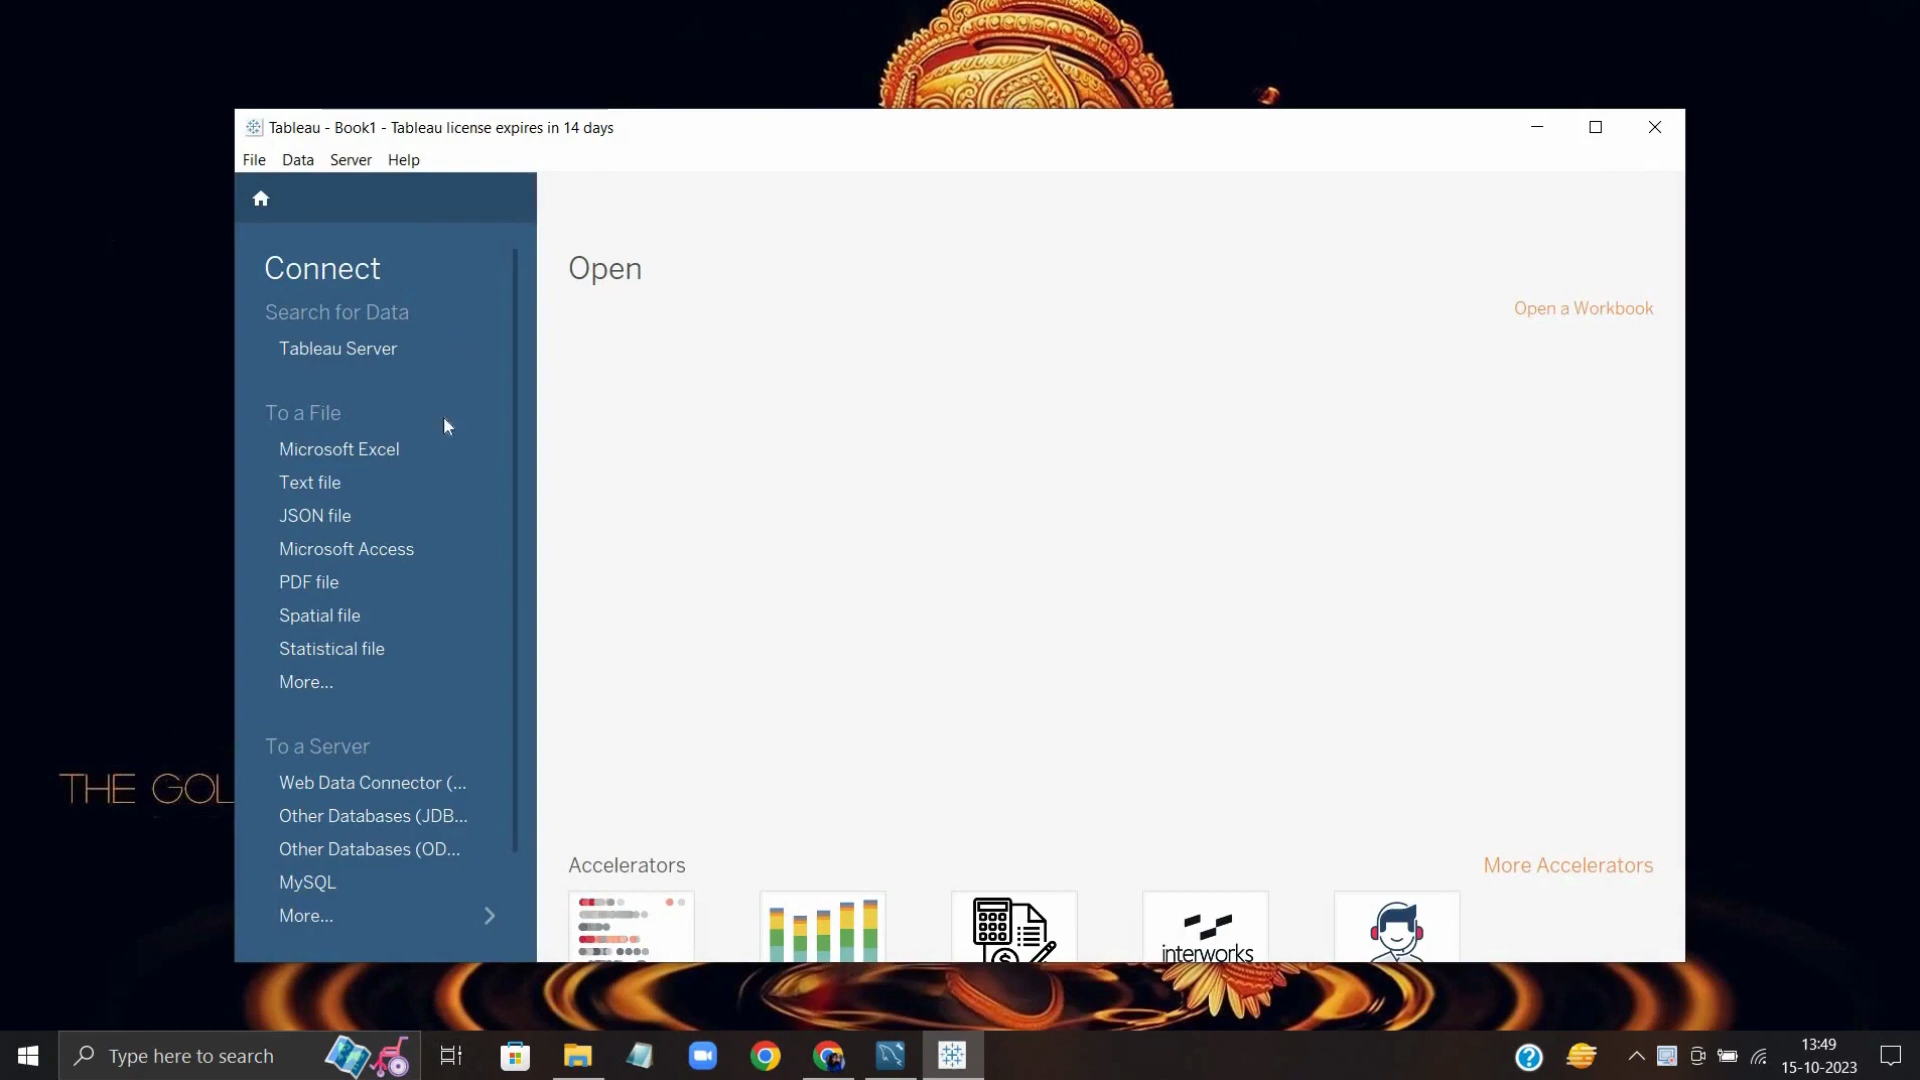 Tableau - Book1 - Tableau license expires in 14 days
File Data Server Help
Connect
Search for Data
Tableau Server
To a File
Microsoft Excel
Text file
JSON file
Microsoft Access
PDF file
Spatial file
Statistical file
More...
To a Server
Web Data Connector (...
Other Databases (JDB...
Other Databases (OD...
MySQL
More...
Open
Open a Workbook
Accelerators
More Accelerators
interworks
THE GOL
Type here to search
13:49
15-10-2023